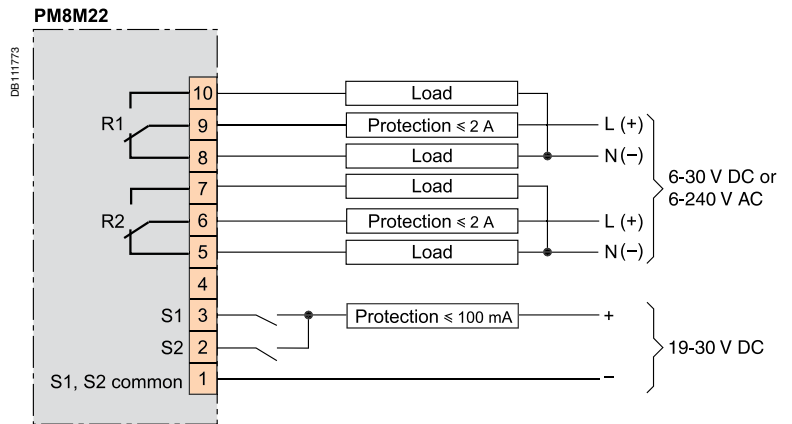 PM8M22
DB111773
10 Load
R1 9 Protection ⩽ 2 A L (+)
8 Load N(−)
7 Load
6-30 V DC or
6-240 V AC
R2 6 Protection ⩽ 2 A L (+)
5 Load N(−)
4
S1 3 Protection ⩽ 100 mA +
S2 2 19-30 V DC
S1, S2 common 1 −